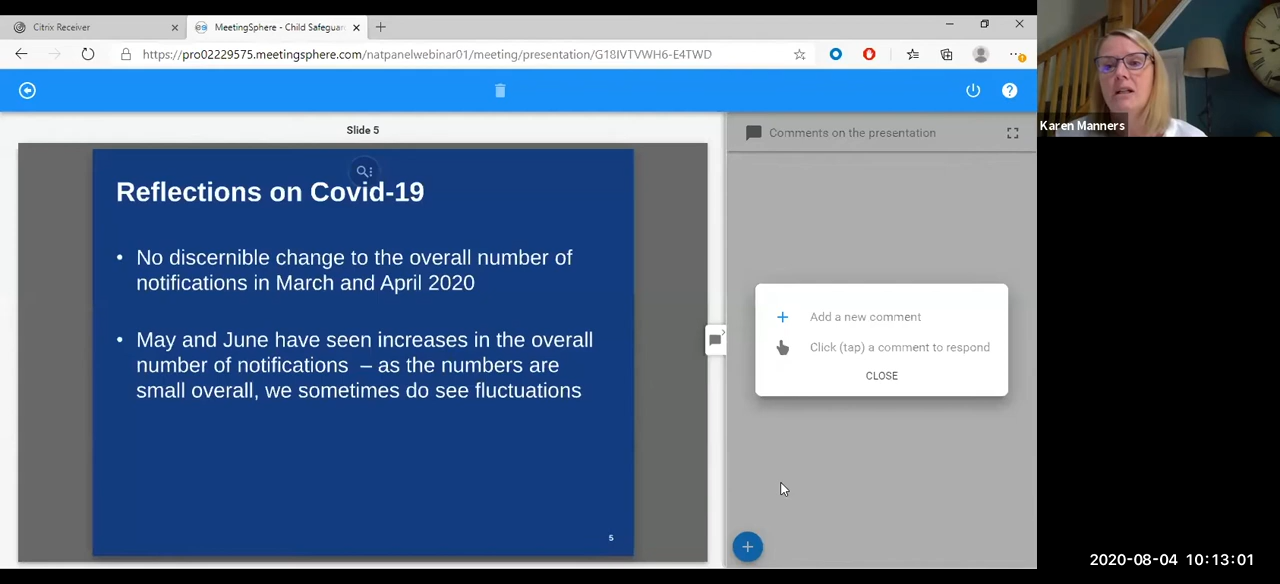 Citrix Receiver
MeetingSphere - Child Safeguar
https://pro02229575.meetingsphere.com/natpanelwebinar01/meeting/presentation/G18IVTVWH6-E4TWD
Slide 5
Comments on the presentation
Karen Manners
Reflections on Covid-19
• No discernible change to the overall number of
notifications in March and April 2020
• May and June have seen increases in the overall
number of notifications – as the numbers are
small overall, we sometimes do see fluctuations
5
Add a new comment
Click (tap) a comment to respond
CLOSE
2020-08-04 10:13:01